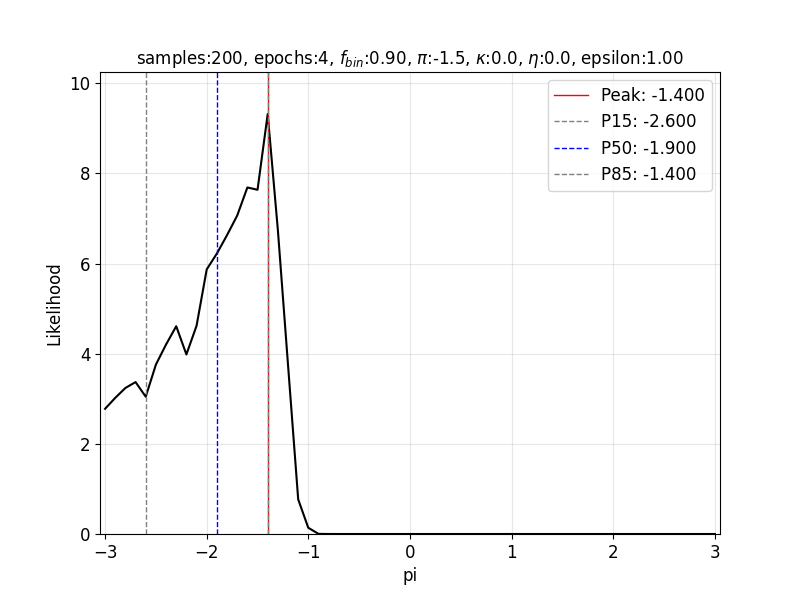 samples:200, epochs:4, f_bin:0.90, π:-1.5, κ:0.0, η:0.0, epsilon:1.00
Peak: -1.400
P15: -2.600
P50: -1.900
P85: -1.400
10
8
6
4
2
0
Likelihood
−3
−2
−1
0
1
2
3
pi